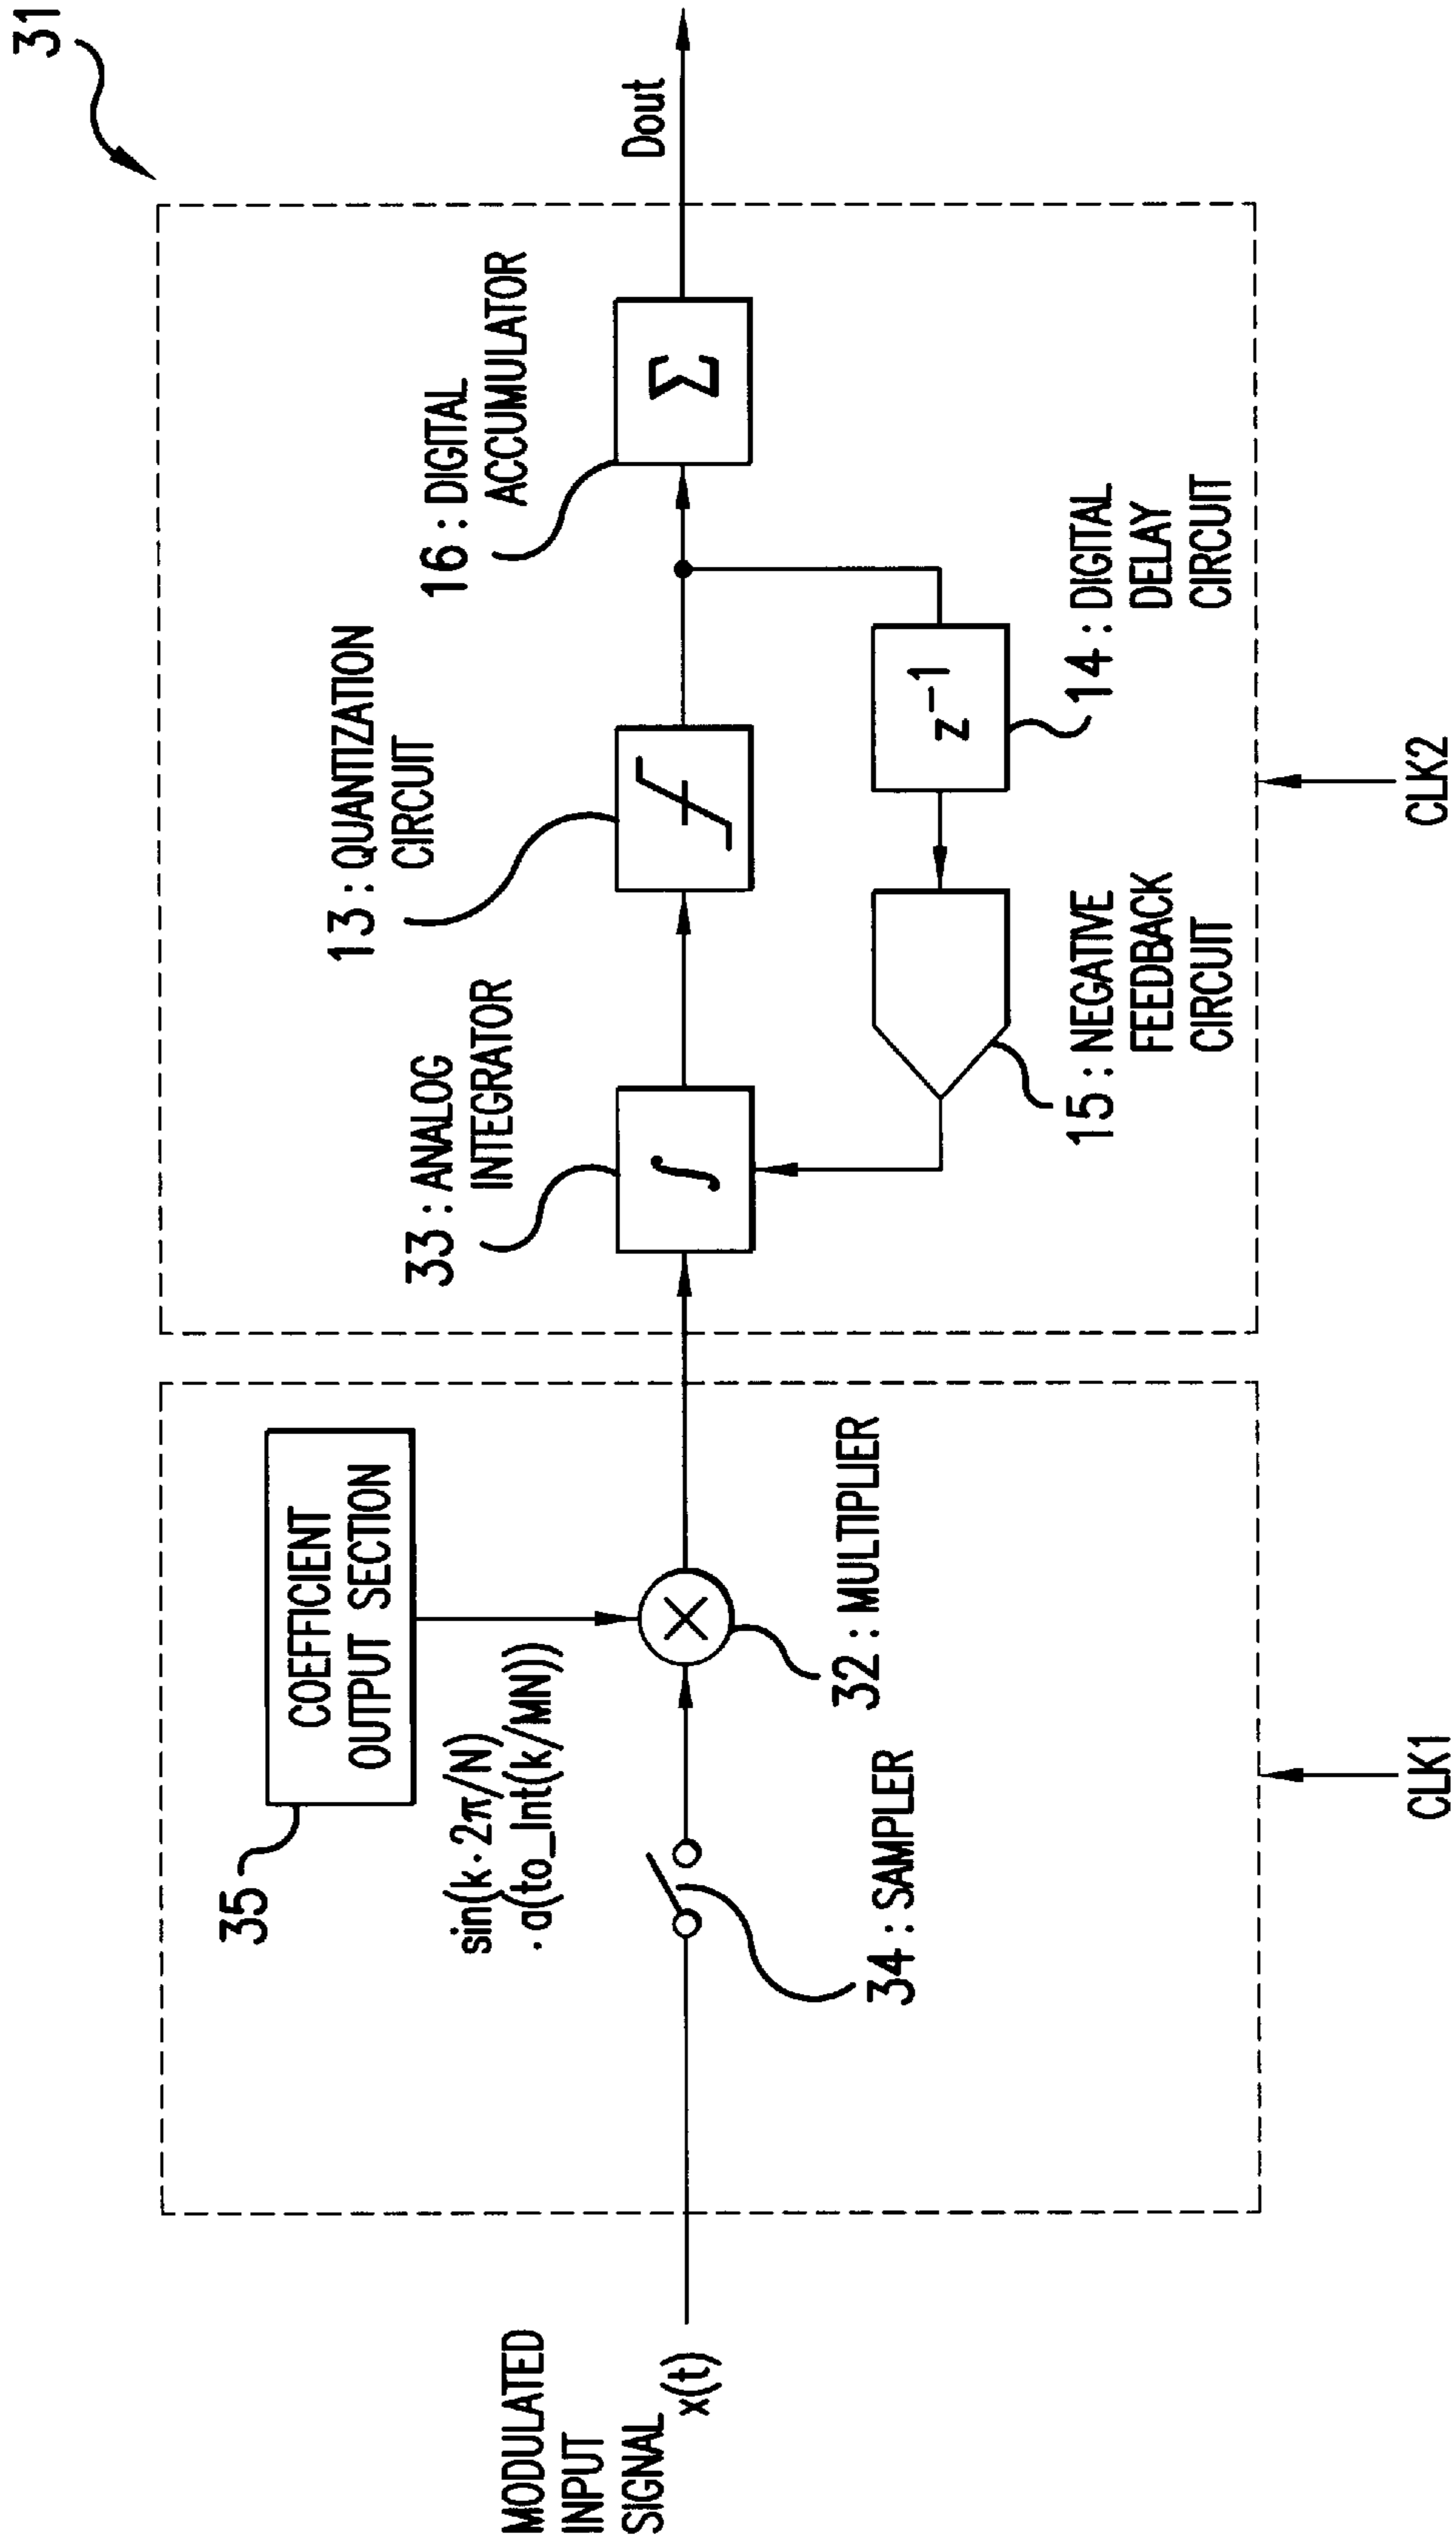 31
35
COEFFICIENT
OUTPUT SECTION
sin(k·2π/N)
·a(to_Int(k/MN))
MODULATED
INPUT
SIGNAL
x(t)
34 : SAMPLER
32 : MULTIPLIER
CLK1
33 : ANALOG
INTEGRATOR
∫
13 : QUANTIZATION
CIRCUIT
16 : DIGITAL
ACCUMULATOR
Σ
Dout
z⁻¹
14 : DIGITAL
DELAY
CIRCUIT
15 : NEGATIVE
FEEDBACK
CIRCUIT
CLK2